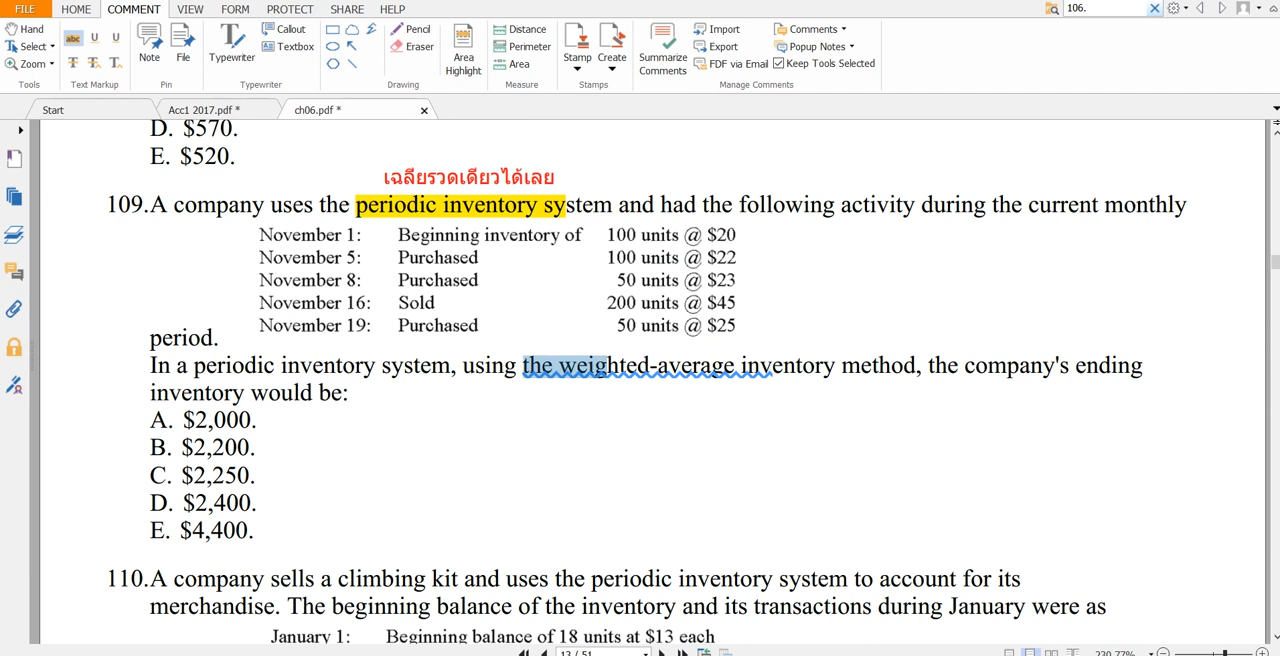 FILE HOME COMMENT VIEW FORM PROTECT SHARE HELP 106.
Hand
Select
Zoom
Tools
abc U U
T T T
Text Markup
Note File
Pin
Typewriter
Callout
Textbox
Typewriter
Pencil
Eraser
Drawing
Area Highlight
Distance
Perimeter
Area
Measure
Stamp Create
Stamps
Summarize Comments
Import
Export
FDF via Email
Comments
Popup Notes
Keep Tools Selected
Manage Comments
Start Acc1 2017.pdf * ch06.pdf *
D. $570.
E. $520.
เฉลียรวดเดียวได้เลย
109.A company uses the periodic inventory system and had the following activity during the current monthly
November 1: Beginning inventory of 100 units @ $20
November 5: Purchased 100 units @ $22
November 8: Purchased 50 units @ $23
November 16: Sold 200 units @ $45
November 19: Purchased 50 units @ $25
period.
In a periodic inventory system, using the weighted-average inventory method, the company's ending
inventory would be:
A. $2,000.
B. $2,200.
C. $2,250.
D. $2,400.
E. $4,400.
110.A company sells a climbing kit and uses the periodic inventory system to account for its
merchandise. The beginning balance of the inventory and its transactions during January were as
January 1: Beginning balance of 18 units at $13 each
13 / 51 230.77%